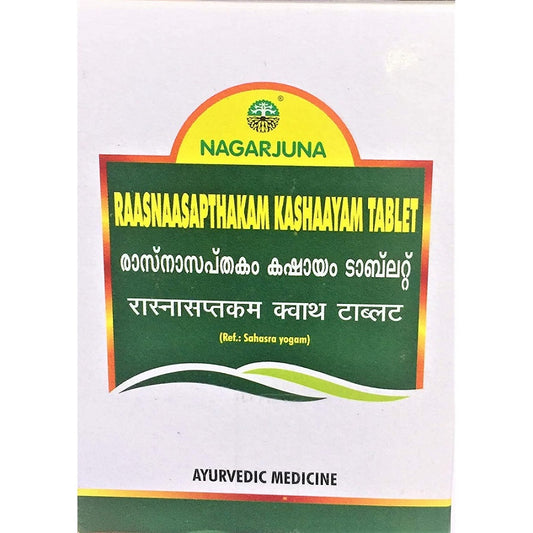 ®
NAGARJUNA
RAASNAASAPTHAKAM KASHAAYAM TABLET
രാസ്നാസപ്തകം കഷായം ടാബ്ലറ്റ്
रास्नासप्तकम क्वाथ टाब्लट
(Ref.: Sahasra yogam)
AYURVEDIC MEDICINE